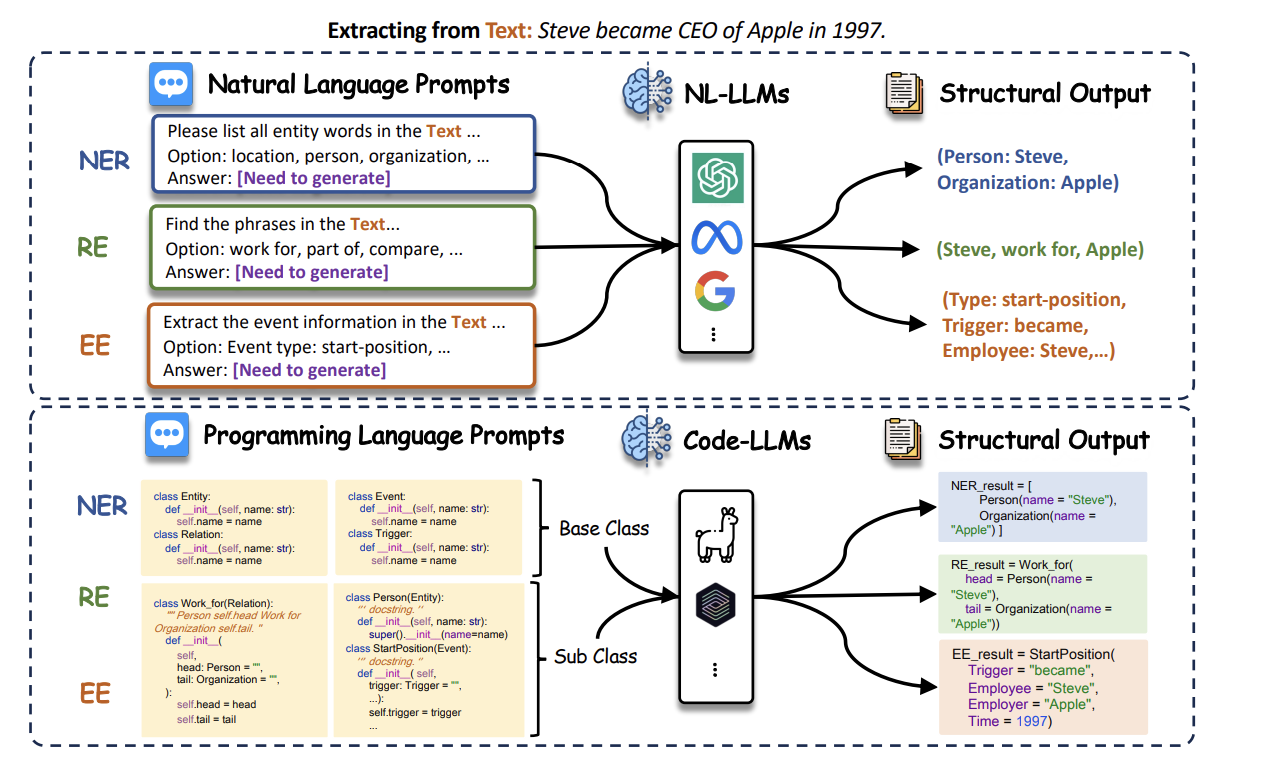 Extracting from Text: Steve became CEO of Apple in 1997.
Natural Language Prompts
NL-LLMs
Structural Output
NER
Please list all entity words in the Text ...
Option: location, person, organization, ...
Answer: [Need to generate]
(Person: Steve,
Organization: Apple)
RE
Find the phrases in the Text...
Option: work for, part of, compare, ...
Answer: [Need to generate]
(Steve, work for, Apple)
EE
Extract the event information in the Text ...
Option: Event type: start-position, ...
Answer: [Need to generate]
(Type: start-position,
Trigger: became,
Employee: Steve,...)
Programming Language Prompts
Code-LLMs
Structural Output
NER
RE
EE
class Entity:
def __init__(self, name: str):
self.name = name
class Relation:
def __init__(self, name: str):
self.name = name
class Event:
def __init__(self, name: str):
self.name = name
class Trigger:
def __init__(self, name: str):
self.name = name
Base Class
class Work_for(Relation):
"'" Person self.head Work for
Organization self.tail. "
def __init__(
self,
head: Person = "",
tail: Organization = "",
):
self.head = head
self.tail = tail
class Person(Entity):
"' docstring. "
def __init__(self, name: str):
super().__init__(name=name)
class StartPosition(Event):
"' docstring. "
def __init__( self,
trigger: Trigger = "",
...):
self.trigger = trigger
...
Sub Class
NER_result = [
Person(name = "Steve"),
Organization(name =
"Apple") ]
RE_result = Work_for(
head = Person(name =
"Steve"),
tail = Organization(name =
"Apple"))
EE_result = StartPosition(
Trigger = "became",
Employee = "Steve",
Employer = "Apple",
Time = 1997)